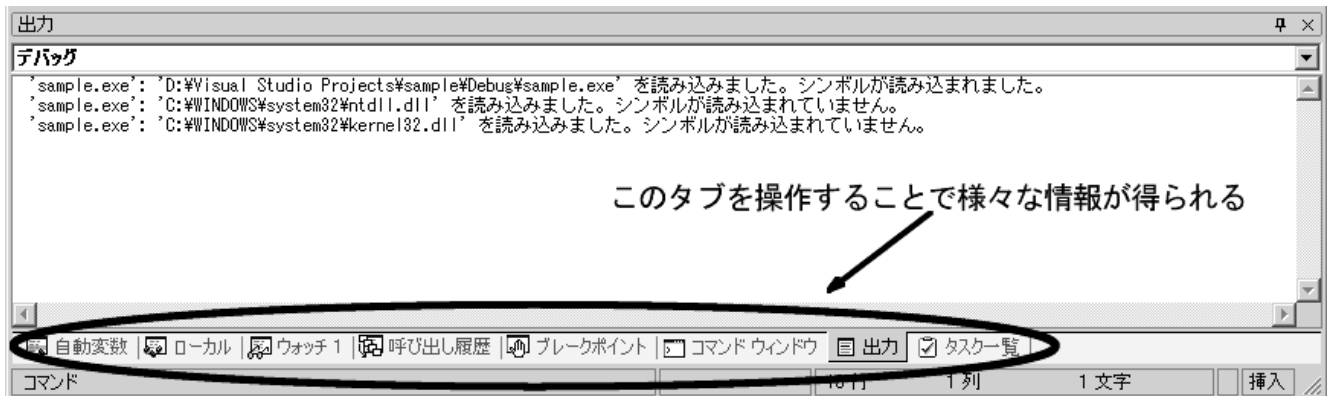 出力
デバッグ
'sample.exe': 'D:¥Visual Studio Projects¥sample¥Debug¥sample.exe' を読み込みました。シンボルが読み込まれました。
'sample.exe': 'C:¥WINDOWS¥system32¥ntdll.dll' を読み込みました。シンボルが読み込まれていません。
'sample.exe': 'C:¥WINDOWS¥system32¥kernel32.dll' を読み込みました。シンボルが読み込まれていません。
このタブを操作することで様々な情報が得られる
自動変数 ローカル ウォッチ 1 呼び出し履歴 ブレークポイント コマンド ウィンドウ 出力 タスク一覧
コマンド 1 列 1 文字 挿入